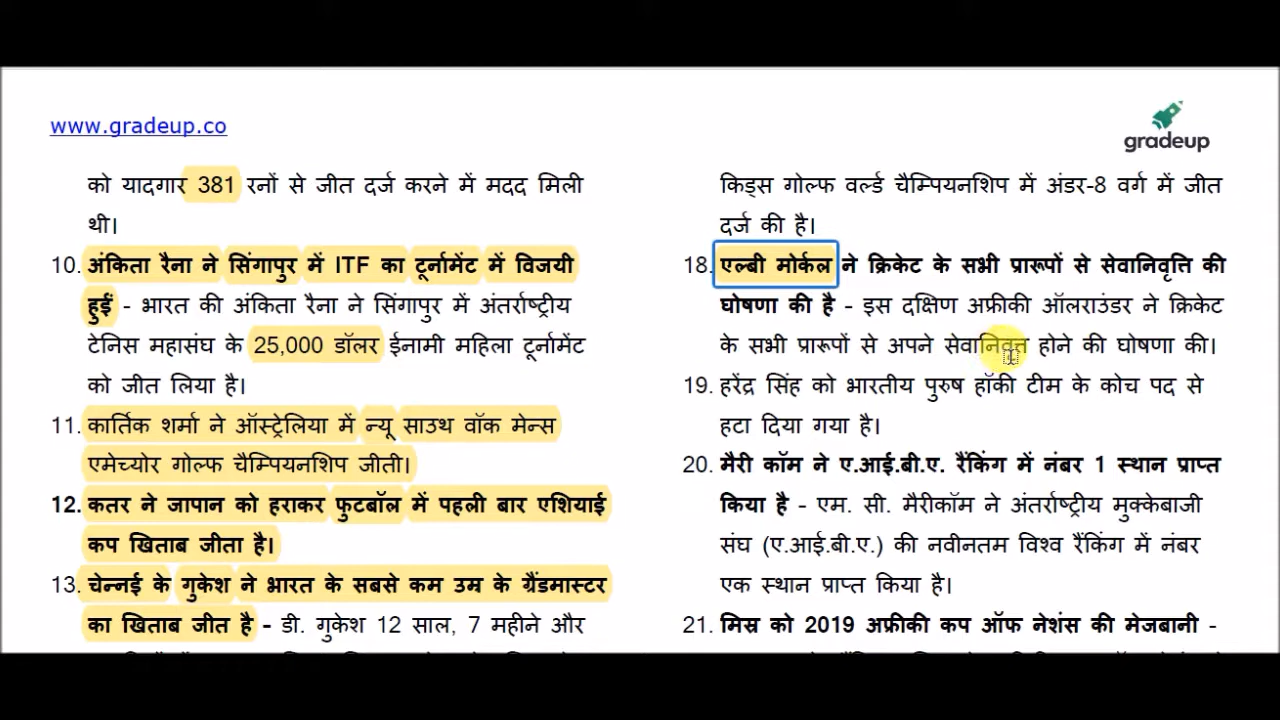 www.gradeup.co
gradeup
को यादगार 381 रनों से जीत दर्ज करने में मदद मिली
थी।
10. अंकिता रैना ने सिंगापुर में ITF का टूर्नामेंट में विजयी
हुईं - भारत की अंकिता रैना ने सिंगापुर में अंतर्राष्ट्रीय
टेनिस महासंघ के 25,000 डॉलर ईनामी महिला टूर्नामेंट
को जीत लिया है।
11. कार्तिक शर्मा ने ऑस्ट्रेलिया में न्यू साउथ वॉक मेन्स
एमेच्योर गोल्फ चैम्पियनशिप जीती।
12. कतर ने जापान को हराकर फुटबॉल में पहली बार एशियाई
कप खिताब जीता है।
13. चेन्नई के गुकेश ने भारत के सबसे कम उम्र के ग्रैंडमास्टर
का खिताब जीत है - डी. गुकेश 12 साल, 7 महीने और
किड्स गोल्फ वर्ल्ड चैम्पियनशिप में अंडर-8 वर्ग में जीत
दर्ज की है।
18. एल्बी मोर्कल ने क्रिकेट के सभी प्रारूपों से सेवानिवृत्ति की
घोषणा की है - इस दक्षिण अफ्रीकी ऑलराउंडर ने क्रिकेट
के सभी प्रारूपों से अपने सेवानिवृत्त होने की घोषणा की।
19. हरेंद्र सिंह को भारतीय पुरुष हॉकी टीम के कोच पद से
हटा दिया गया है।
20. मैरी कॉम ने ए.आई.बी.ए. रैंकिंग में नंबर 1 स्थान प्राप्त
किया है - एम. सी. मैरीकॉम ने अंतर्राष्ट्रीय मुक्केबाजी
संघ (ए.आई.बी.ए.) की नवीनतम विश्व रैंकिंग में नंबर
एक स्थान प्राप्त किया है।
21. मिस्र को 2019 अफ्रीकी कप ऑफ नेशंस की मेजबानी -